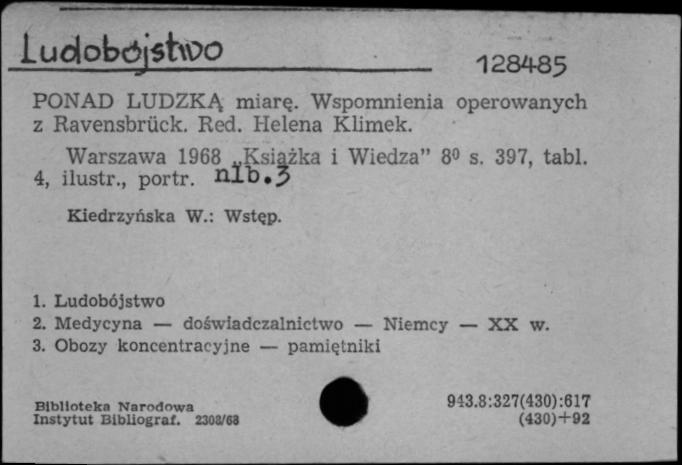 Ludobójstwo
128485
PONAD LUDZKĄ miarę. Wspomnienia operowanych
z Ravensbrück. Red. Helena Klimek.
Warszawa 1968 „Książka i Wiedza” 8⁰ s. 397, tabl.
4, ilustr., portr. nlb.3
Kiedrzyńska W.: Wstęp.
1. Ludobójstwo
2. Medycyna — doświadczalnictwo — Niemcy — XX w.
3. Obozy koncentracyjne — pamiętniki
Biblioteka Narodowa
Instytut Bibliograf. 2308/68
943.8:327(430):617
(430)+92